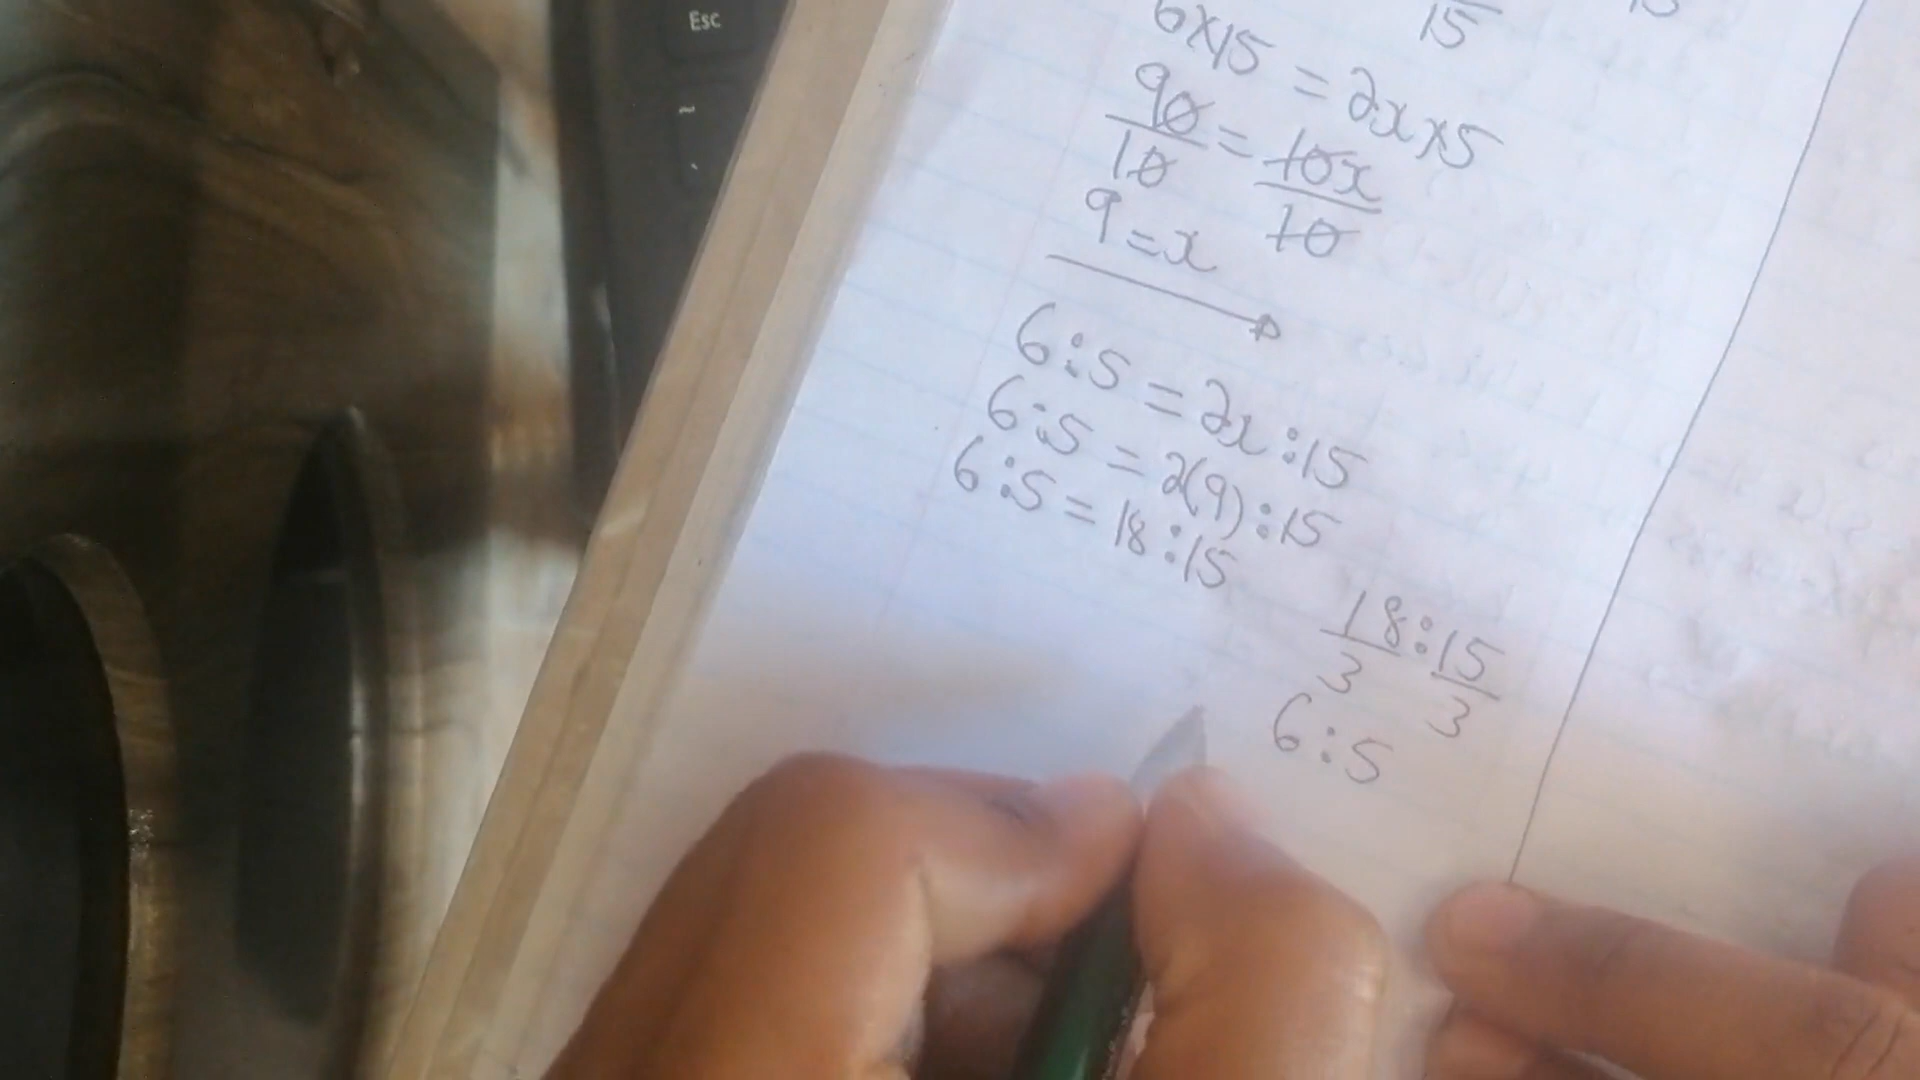 Esc
~
15
6x15 = 2x x 5
90/10 = 10x/10
9 = x
6:5 = 2x:15
6:5 = 2(9):15
6:5 = 18:15
18/3 : 15/3
6:5